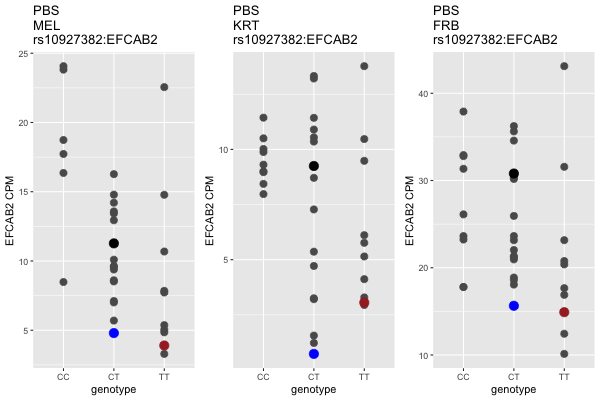 PBS
MEL
rs10927382:EFCAB2
25
20
15
10
5
EFCAB2 CPM
CC CT TT
genotype
PBS
KRT
rs10927382:EFCAB2
10
5
EFCAB2 CPM
CC CT TT
genotype
PBS
FRB
rs10927382:EFCAB2
40
30
20
10
EFCAB2 CPM
CC CT TT
genotype